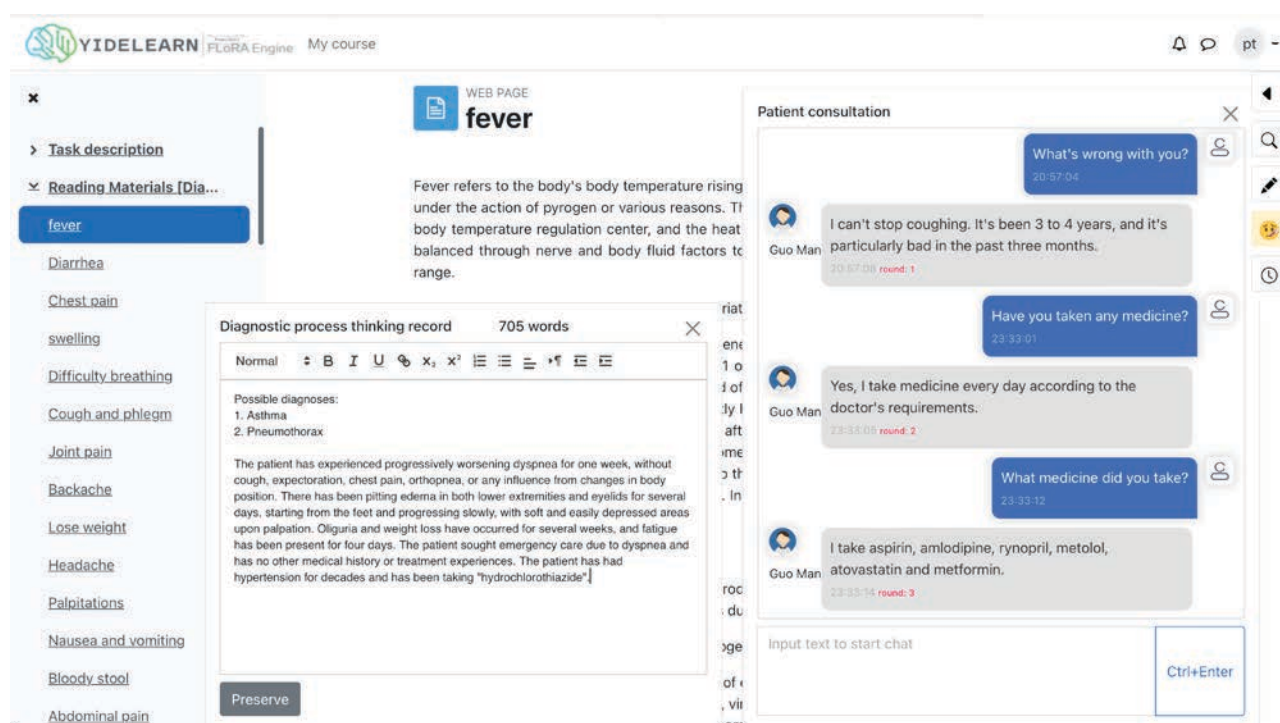 YIDELEARN
FLoRA Engine
My course
pt
Task description
Reading Materials [Dia...
fever
Diarrhea
Chest pain
swelling
Difficulty breathing
Cough and phlegm
Joint pain
Backache
Lose weight
Headache
Palpitations
Nausea and vomiting
Bloody stool
Abdominal pain
WEB PAGE
fever
Fever refers to the body's body temperature rising
under the action of pyrogen or various reasons. Th
body temperature regulation center, and the heat
balanced through nerve and body fluid factors to
range.
Diagnostic process thinking record 705 words
Normal
B I U X₂ X²
Possible diagnoses:
1. Asthma
2. Pneumothorax
The patient has experienced progressively worsening dyspnea for one week, without
cough, expectoration, chest pain, orthopnea, or any influence from changes in body
position. There has been pitting edema in both lower extremities and eyelids for several
days, starting from the feet and progressing slowly, with soft and easily depressed areas
upon palpation. Oliguria and weight loss have occurred for several weeks, and fatigue
has been present for four days. The patient sought emergency care due to dyspnea and
has no other medical history or treatment experiences. The patient has had
hypertension for decades and has been taking "hydrochlorothiazide".
Preserve
Patient consultation
What's wrong with you?
20:57:04
Guo Man
I can't stop coughing. It's been 3 to 4 years, and it's
particularly bad in the past three months.
20:57:08 round: 1
Have you taken any medicine?
23:33:01
Guo Man
Yes, I take medicine every day according to the
doctor's requirements.
23:33:05 round: 2
What medicine did you take?
23:33:12
Guo Man
I take aspirin, amlodipine, rynopril, metolol,
atovastatin and metformin.
23:33:14 round: 3
Input text to start chat
Ctrl+Enter